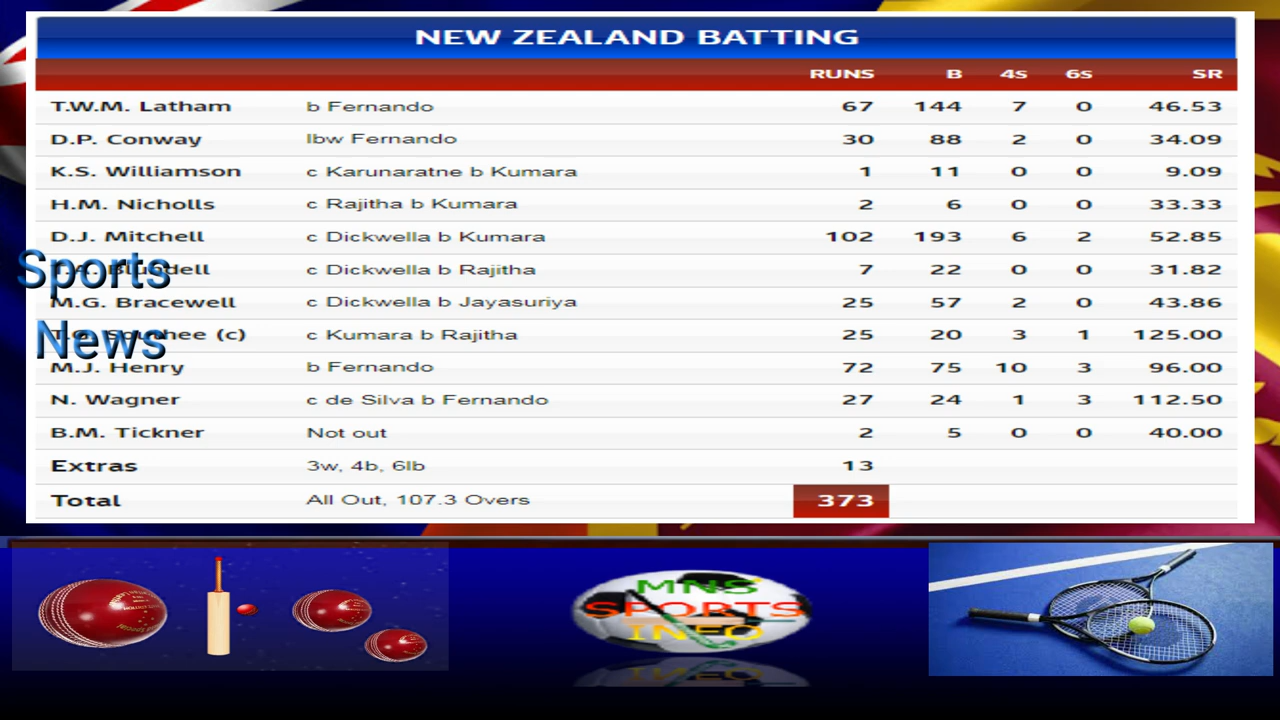 NEW ZEALAND BATTING
RUNS B 4s 6s SR
T.W.M. Latham b Fernando 67 144 7 0 46.53
D.P. Conway lbw Fernando 30 88 2 0 34.09
K.S. Williamson c Karunaratne b Kumara 1 11 0 0 9.09
H.M. Nicholls c Rajitha b Kumara 2 6 0 0 33.33
D.J. Mitchell c Dickwella b Kumara 102 193 6 2 52.85
T.A. Blundell c Dickwella b Rajitha 7 22 0 0 31.82
M.G. Bracewell c Dickwella b Jayasuriya 25 57 2 0 43.86
T.G. Southee (c) c Kumara b Rajitha 25 20 3 1 125.00
M.J. Henry b Fernando 72 75 10 3 96.00
N. Wagner c de Silva b Fernando 27 24 1 3 112.50
B.M. Tickner Not out 2 5 0 0 40.00
Extras 3w, 4b, 6lb 13
Total All Out, 107.3 Overs 373
Sports
News
MNS
SPORTS
INFO